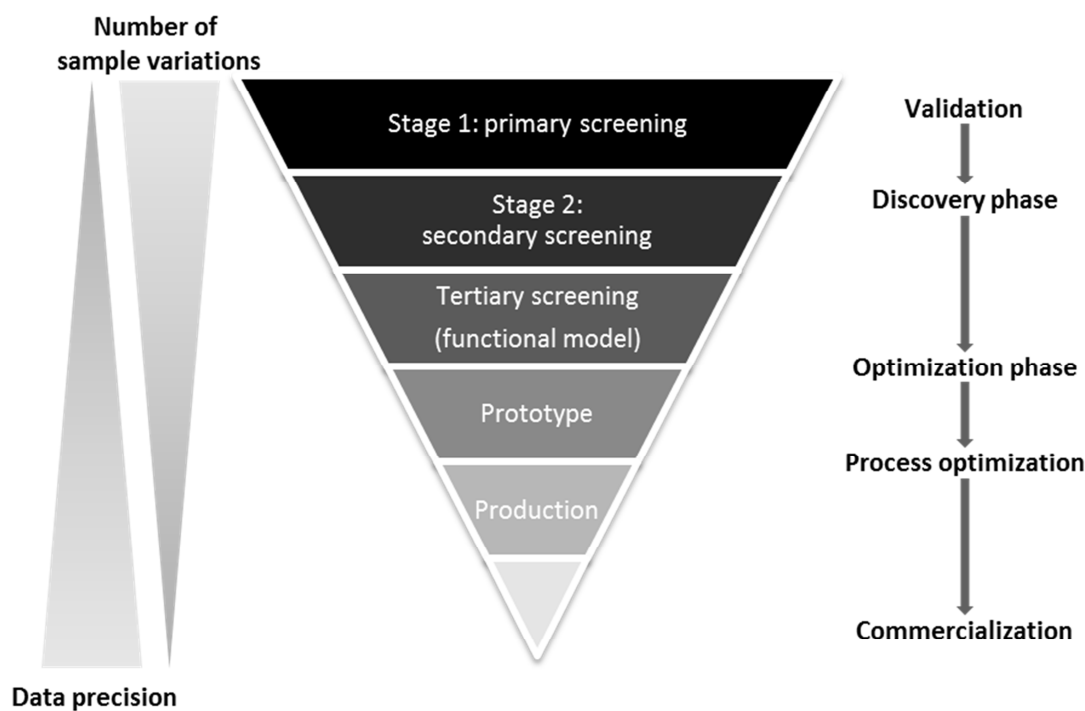 Number of
sample variations
Stage 1: primary screening
Stage 2:
secondary screening
Tertiary screening
(functional model)
Prototype
Production
Validation
Discovery phase
Optimization phase
Process optimization
Commercialization
Data precision